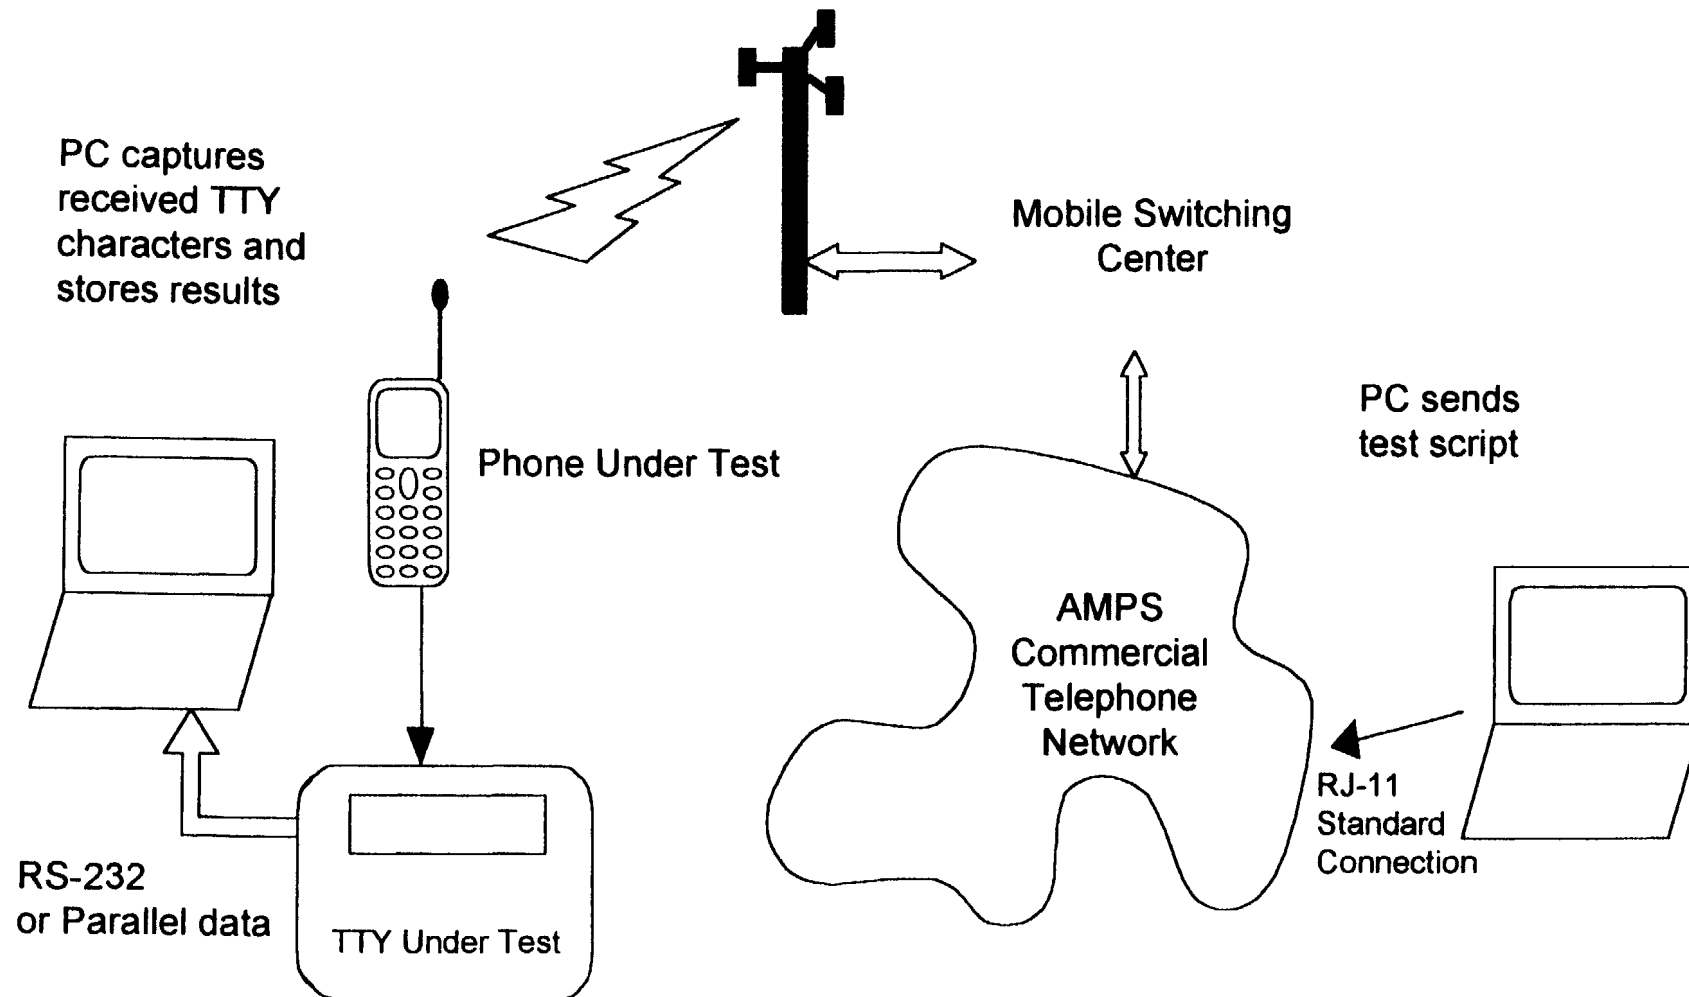 PC captures
received TTY
characters and
stores results
Mobile Switching
Center
PC sends
test script
Phone Under Test
AMPS
Commercial
Telephone
Network
RJ-11
Standard
Connection
RS-232
or Parallel data
TTY Under Test